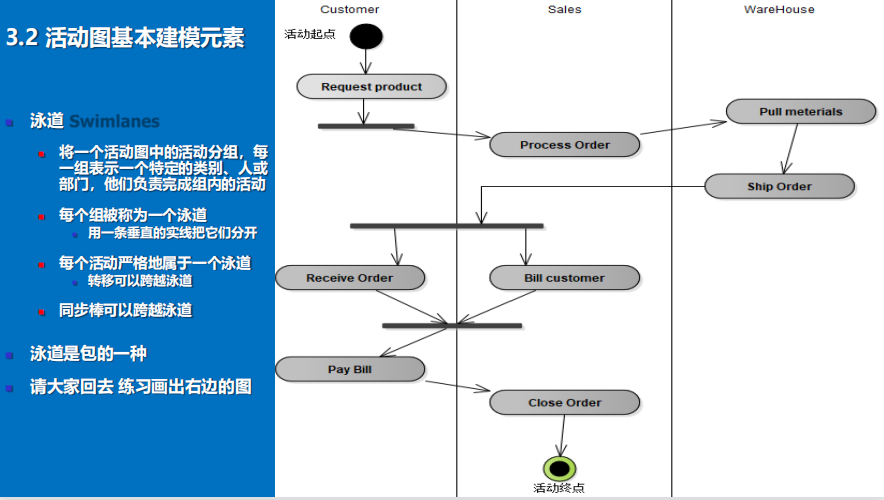 3.2 活动图基本建模元素
泳道 Swimlanes
将一个活动图中的活动分组，每
一组表示一个特定的类别、人或
部门，他们负责完成组内的活动
每个组被称为一个泳道
用一条垂直的实线把它们分开
每个活动严格地属于一个泳道
转移可以跨越泳道
同步棒可以跨越泳道
泳道是包的一种
请大家回去 练习画出右边的图
Customer
Sales
WareHouse
活动起点
Request product
Process Order
Pull meterials
Ship Order
Receive Order
Bill customer
Pay Bill
Close Order
活动终点